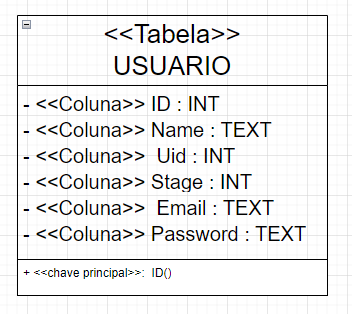 <<Tabela>>
USUARIO
- <<Coluna>> ID : INT
- <<Coluna>> Name : TEXT
- <<Coluna>> Uid : INT
- <<Coluna>> Stage : INT
- <<Coluna>> Email : TEXT
- <<Coluna>> Password : TEXT
+ <<chave principal>>: ID()